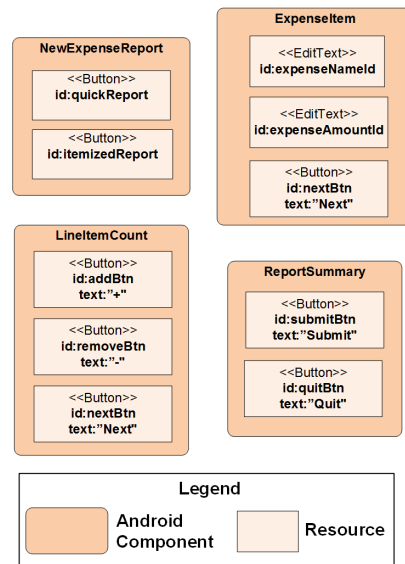 NewExpenseReport
<<Button>>
id:quickReport
<<Button>>
id:itemizedReport
ExpenseItem
<<EditText>>
id:expenseNameId
<<EditText>>
id:expenseAmountId
<<Button>>
id:nextBtn
text:”Next"
LineItemCount
<<Button>>
id:addBtn
text:”+"
<<Button>>
id:removeBtn
text:”-"
<<Button>>
id:nextBtn
text:”Next"
ReportSummary
<<Button>>
id:submitBtn
text:”Submit"
<<Button>>
id:quitBtn
text:”Quit"
Legend
Android
Component
Resource